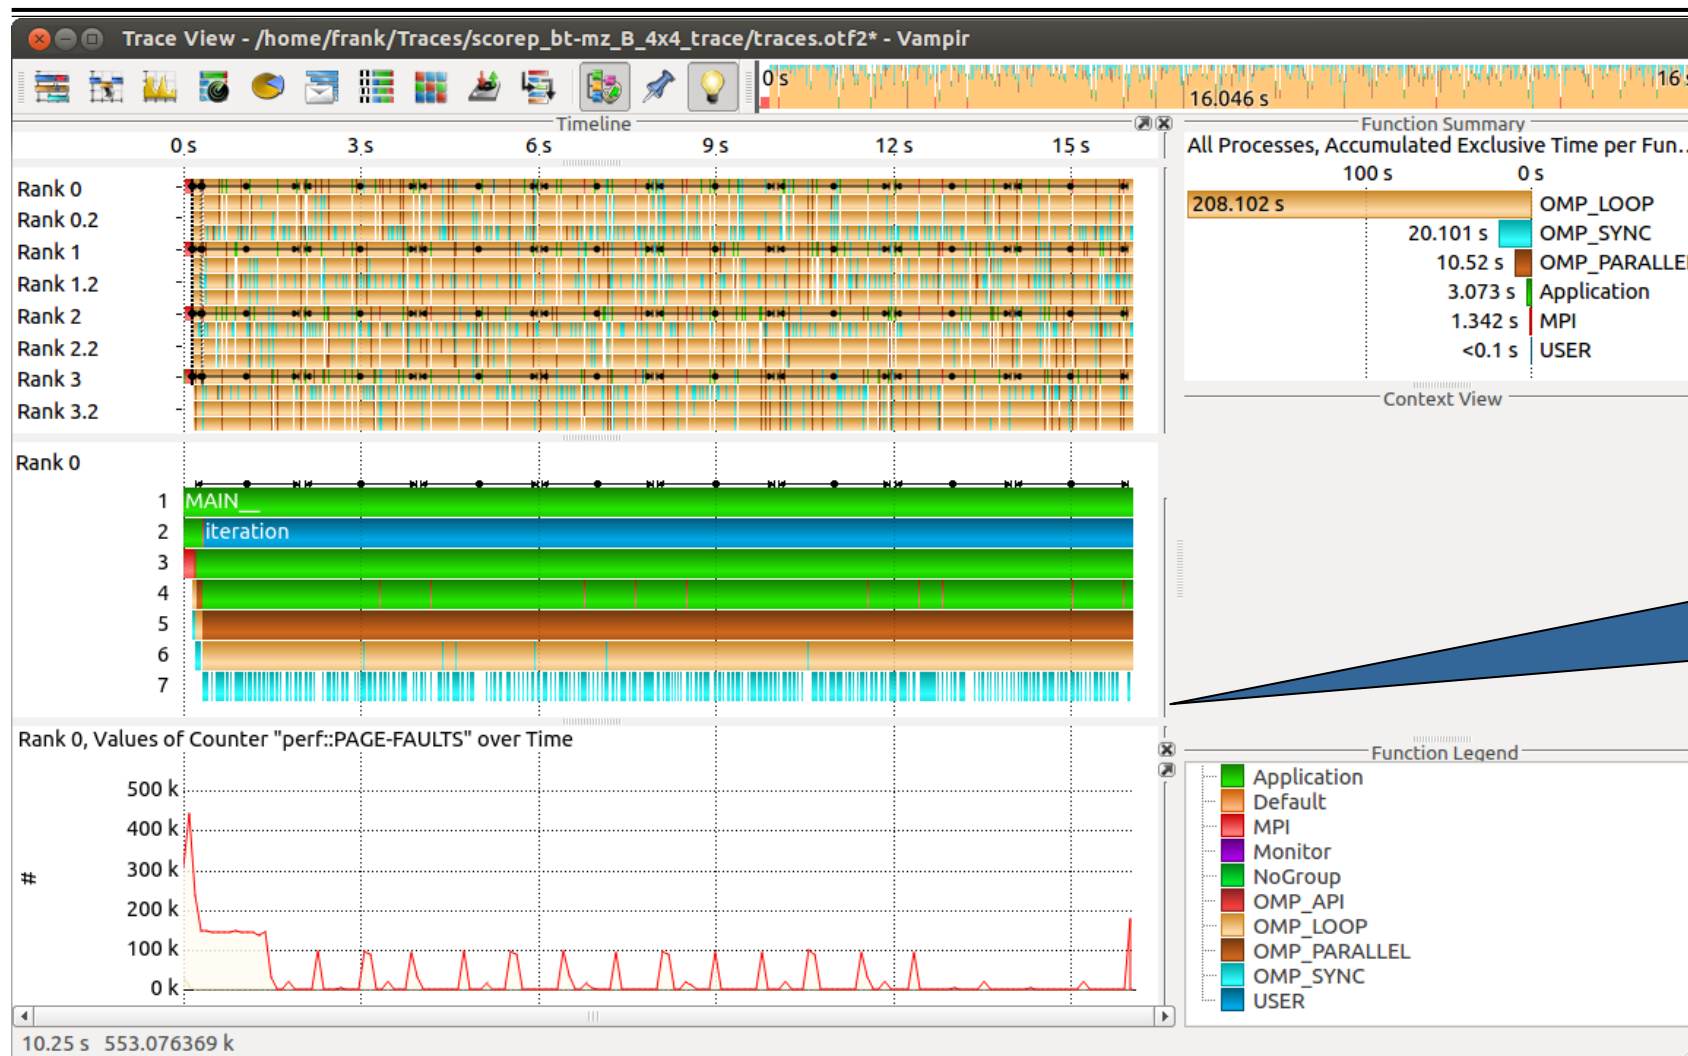 Trace View - /home/frank/Traces/scorep_bt-mz_B_4x4_trace/traces.otf2* - Vampir
0 s
16 s
16.046 s
Timeline
0 s 3 s 6 s 9 s 12 s 15 s
Rank 0
Rank 0.2
Rank 1
Rank 1.2
Rank 2
Rank 2.2
Rank 3
Rank 3.2
Rank 0
1 MAIN__
2 iteration
3
4
5
6
7
Rank 0, Values of Counter "perf::PAGE-FAULTS" over Time
500 k
400 k
300 k
200 k
100 k
0 k
#
10.25 s 553.076369 k
Function Summary
All Processes, Accumulated Exclusive Time per Fun..
100 s 0 s
208.102 s OMP_LOOP
20.101 s OMP_SYNC
10.52 s OMP_PARALLEL
3.073 s Application
1.342 s MPI
<0.1 s USER
Context View
Function Legend
Application
Default
MPI
Monitor
NoGroup
OMP_API
OMP_LOOP
OMP_PARALLEL
OMP_SYNC
USER